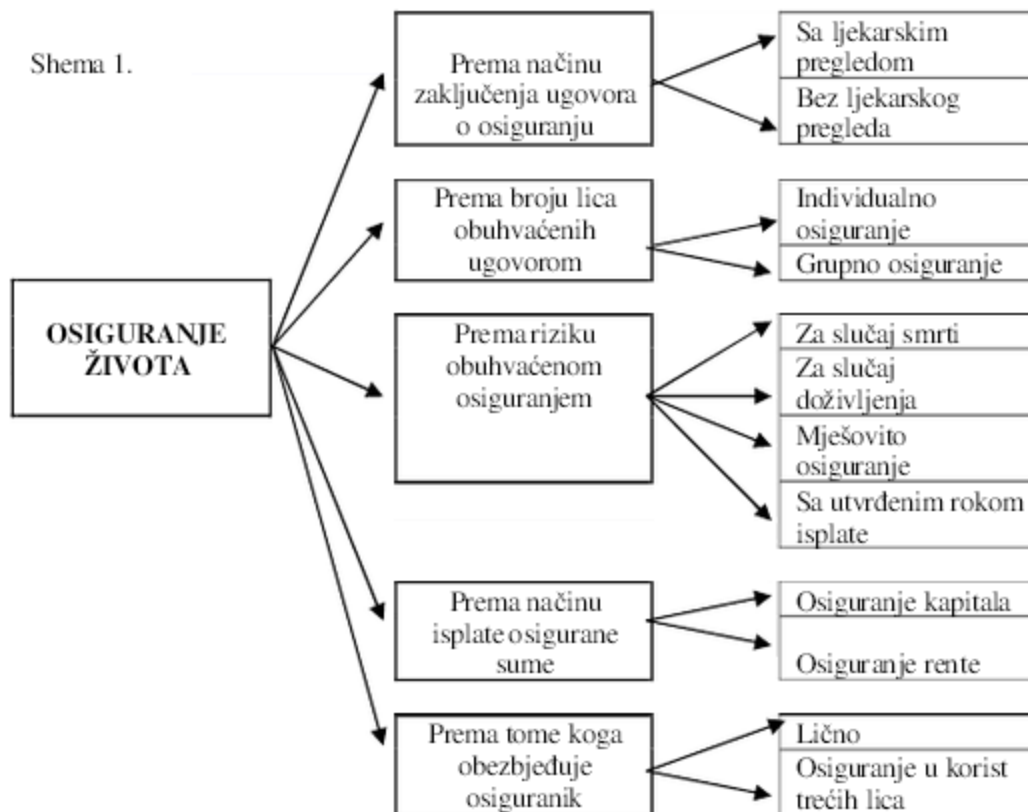 Shema 1.
OSIGURANJE
ŽIVOTA
Prema načinu
zaključenja ugovora
o osiguranju
Sa ljekarskim
pregledom
Bez ljekarskog
pregleda
Prema broju lica
obuhvaćenih
ugovorom
Individualno
osiguranje
Grupno osiguranje
Prema riziku
obuhvaćenom
osiguranjem
Za slučaj smrti
Za slučaj
doživljenja
Mješovito
osiguranje
Sa utvrđenim rokom
isplate
Prema načinu
isplate osigurane
sume
Osiguranje kapitala
Osiguranje rente
Prema tome koga
obezbjeđuje
osiguranik
Lično
Osiguranje u korist
trećih lica